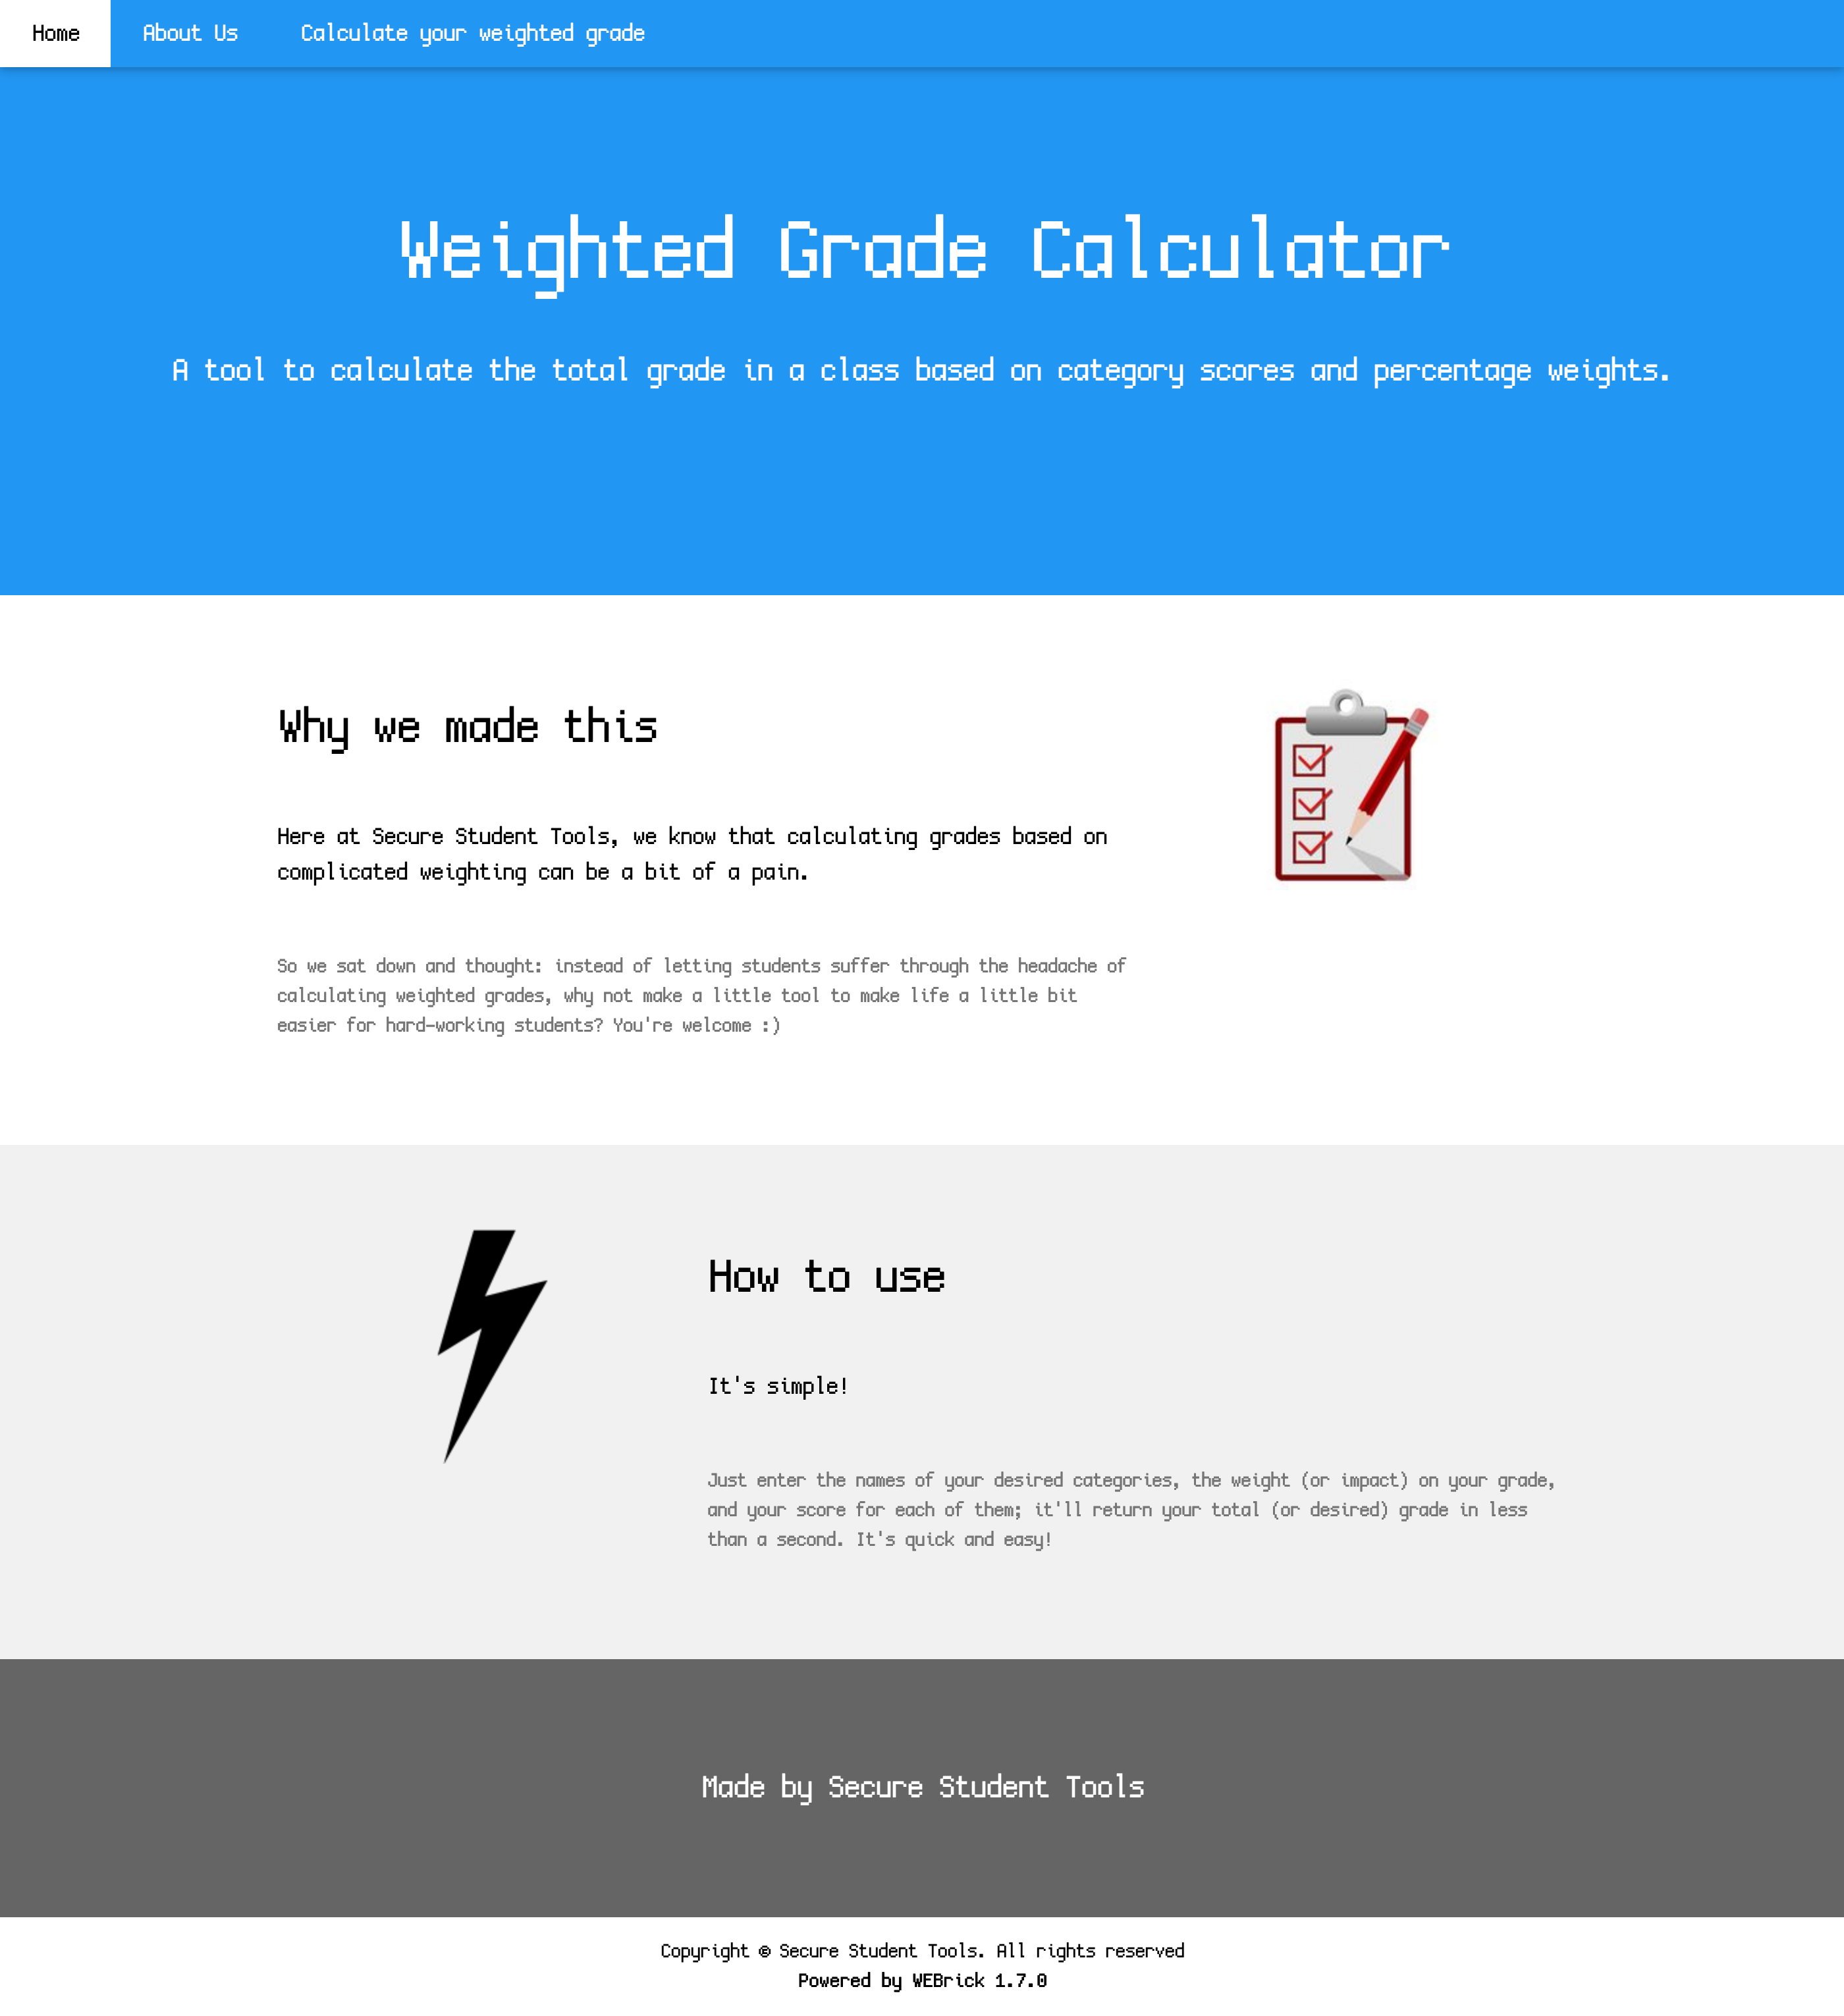 Home About Us Calculate your weighted grade
Weighted Grade Calculator
A tool to calculate the total grade in a class based on category scores and percentage weights.
Why we made this
Here at Secure Student Tools, we know that calculating grades based on
complicated weighting can be a bit of a pain.
So we sat down and thought: instead of letting students suffer through the headache of
calculating weighted grades, why not make a little tool to make life a little bit
easier for hard-working students? You're welcome :)
How to use
It's simple!
Just enter the names of your desired categories, the weight (or impact) on your grade,
and your score for each of them; it'll return your total (or desired) grade in less
than a second. It's quick and easy!
Made by Secure Student Tools
Copyright © Secure Student Tools. All rights reserved
Powered by WEBrick 1.7.0